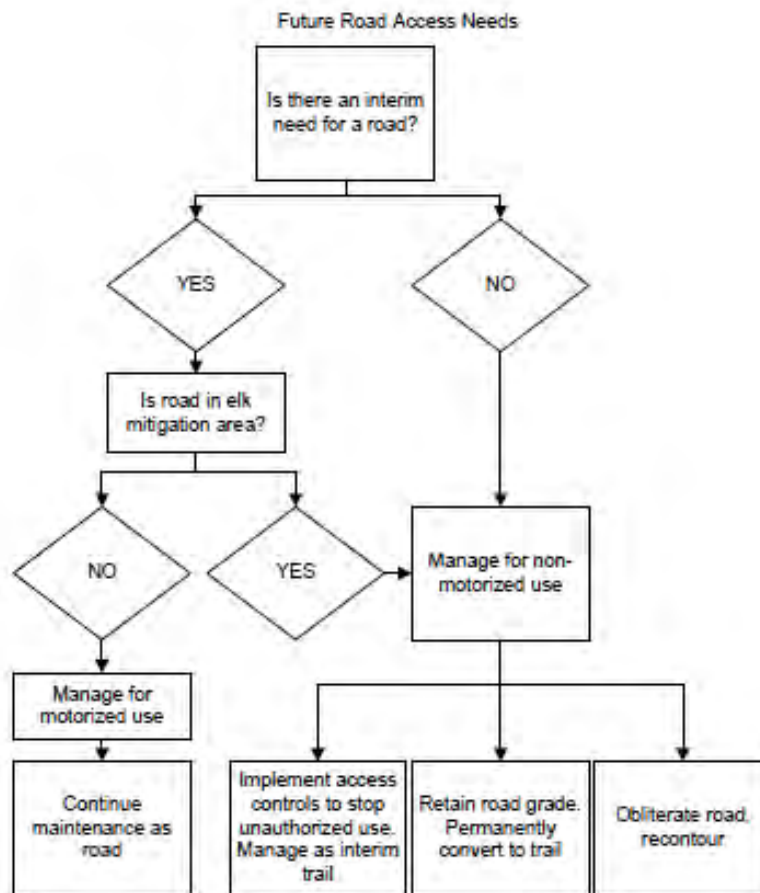 Future Road Access Needs
Is there an interim
need for a road?
YES
NO
Is road in elk
mitigation area?
NO
YES
Manage for non-
motorized use
Manage for
motorized use
Continue
maintenance as
road
Implement access
controls to stop
unauthorized use.
Manage as interim
trail
Retain road grade.
Permanently
convert to trail
Obliterate road,
recontour